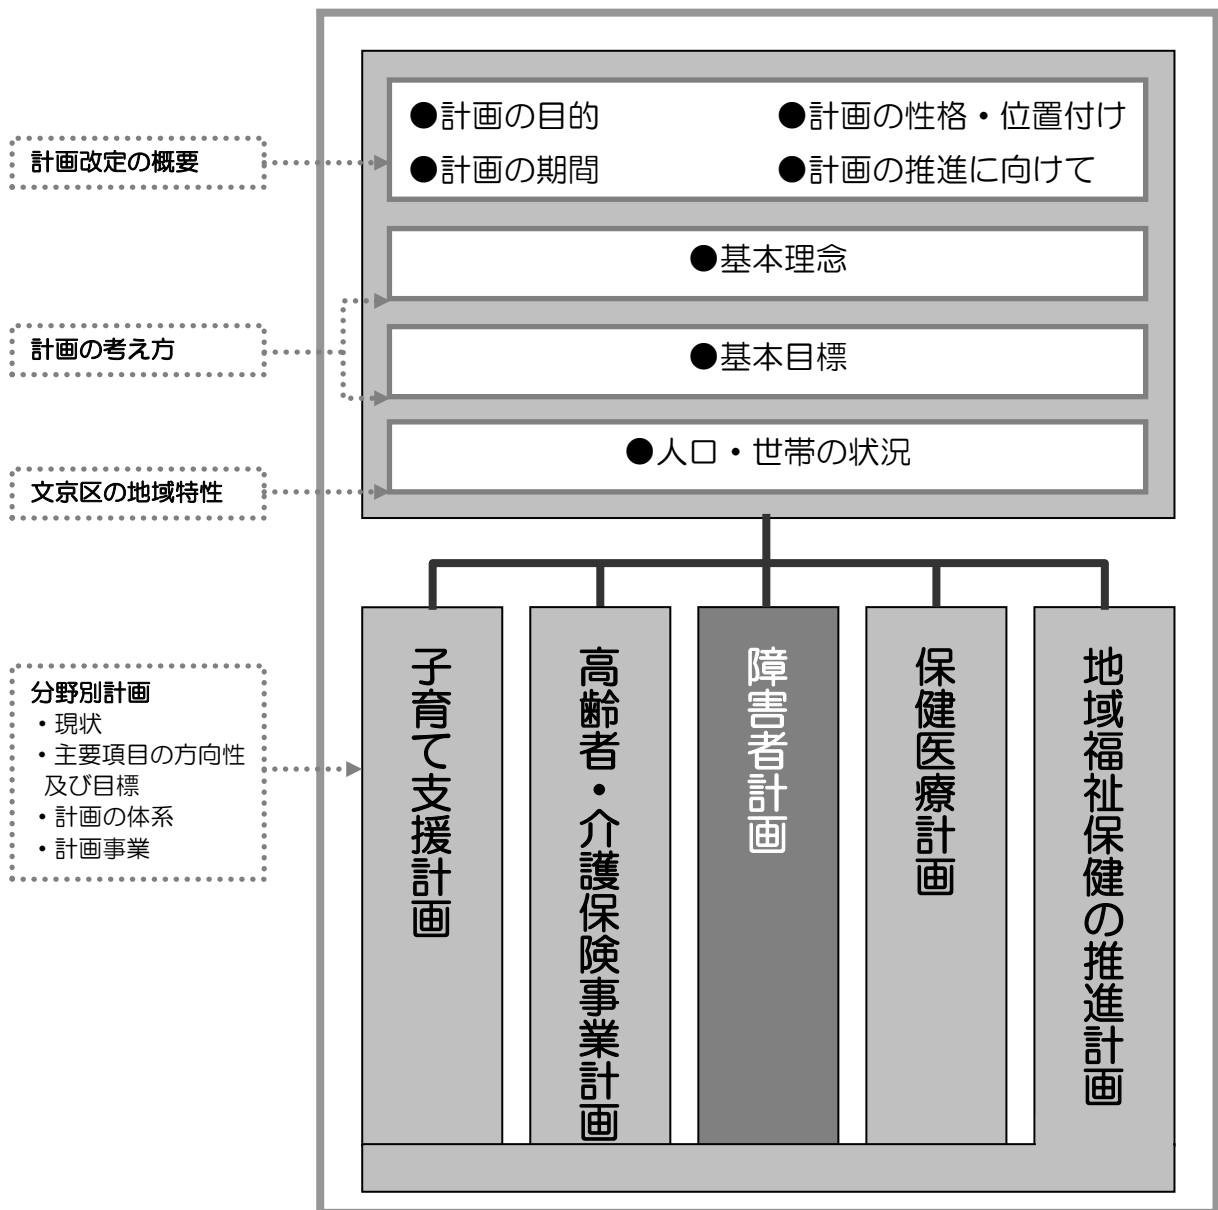 ●計画の目的
●計画の性格・位置付け
●計画の期間
●計画の推進に向けて
計画改定の概要
●基本理念
計画の考え方
●基本目標
●人口・世帯の状況
文京区の地域特性
分野別計画
・現状
・主要項目の方向性
及び目標
・計画の体系
・計画事業
子育て支援計画
高齢者・介護保険事業計画
障害者計画
保健医療計画
地域福祉保健の推進計画